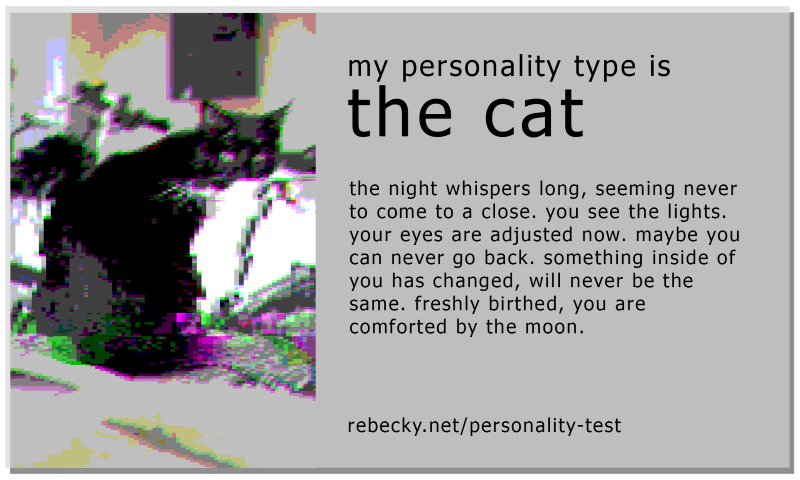 my personality type is
the cat
the night whispers long, seeming never
to come to a close. you see the lights.
your eyes are adjusted now. maybe you
can never go back. something inside of
you has changed, will never be the
same. freshly birthed, you are
comforted by the moon.
rebecky.net/personality-test